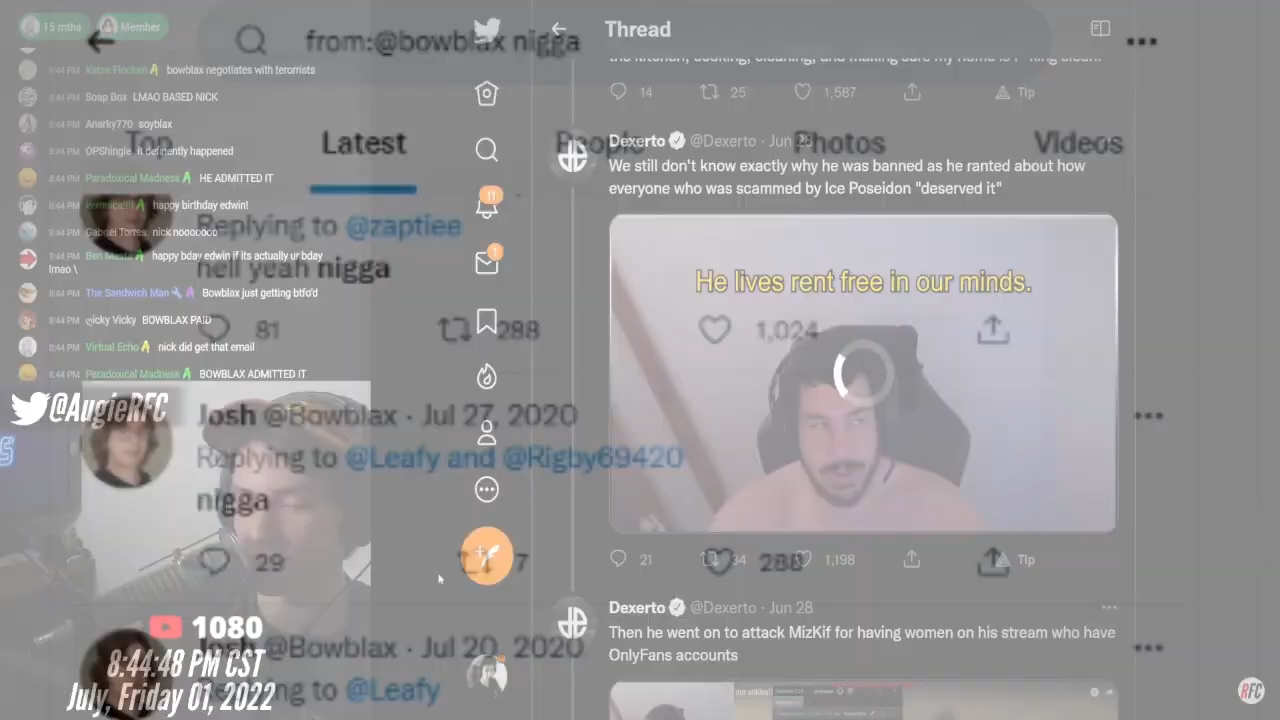 15 mths
Member
8:44 PM Katze Flocken bowblax negotiates with terrorists
8:44 PM Soap Box LMAO BASED NICK
8:44 PM Anarky770 soyblax
8:44 PM OPShingle it definently happened
8:44 PM Paradoxical Madness HE ADMITTED IT
8:44 PM happy birthday edwin!
8:44 PM Gabriel Torres nick nooooooo
8:44 PM Ben happy bday edwin if its actually ur bday
lmao \
8:44 PM The Sandwich Man Bowblax just getting btfo'd
8:44 PM Vicky BOWBLAX PAID
8:44 PM Virtual Echo nick did get that email
8:44 PM Paradoxical Madness BOWBLAX ADMITTED IT
@AugieRFC
S
1080
8:44:48 PM CST
July, Friday 01, 2022
from:@bowblax nigga
Top
Latest
People
Photos
Videos
Replying to @zaptiee
hell yeah nigga
81
288
1,024
Josh @Bowblax · Jul 27, 2020
Replying to @Leafy and @Rigby69420
nigga
29
7
288
Josh @Bowblax · Jul 20, 2020
Replying to @Leafy
11
1
Thread
14
25
1,587
Tip
Dexerto @Dexerto · Jun
We still don't know exactly why he was banned as he ranted about how
everyone who was scammed by Ice Poseidon "deserved it"
He lives rent free in our minds.
21
34
1,198
Tip
Dexerto @Dexerto · Jun 28
Then he went on to attack MizKif for having women on his stream who have
OnlyFans accounts
our ankles!
RFC